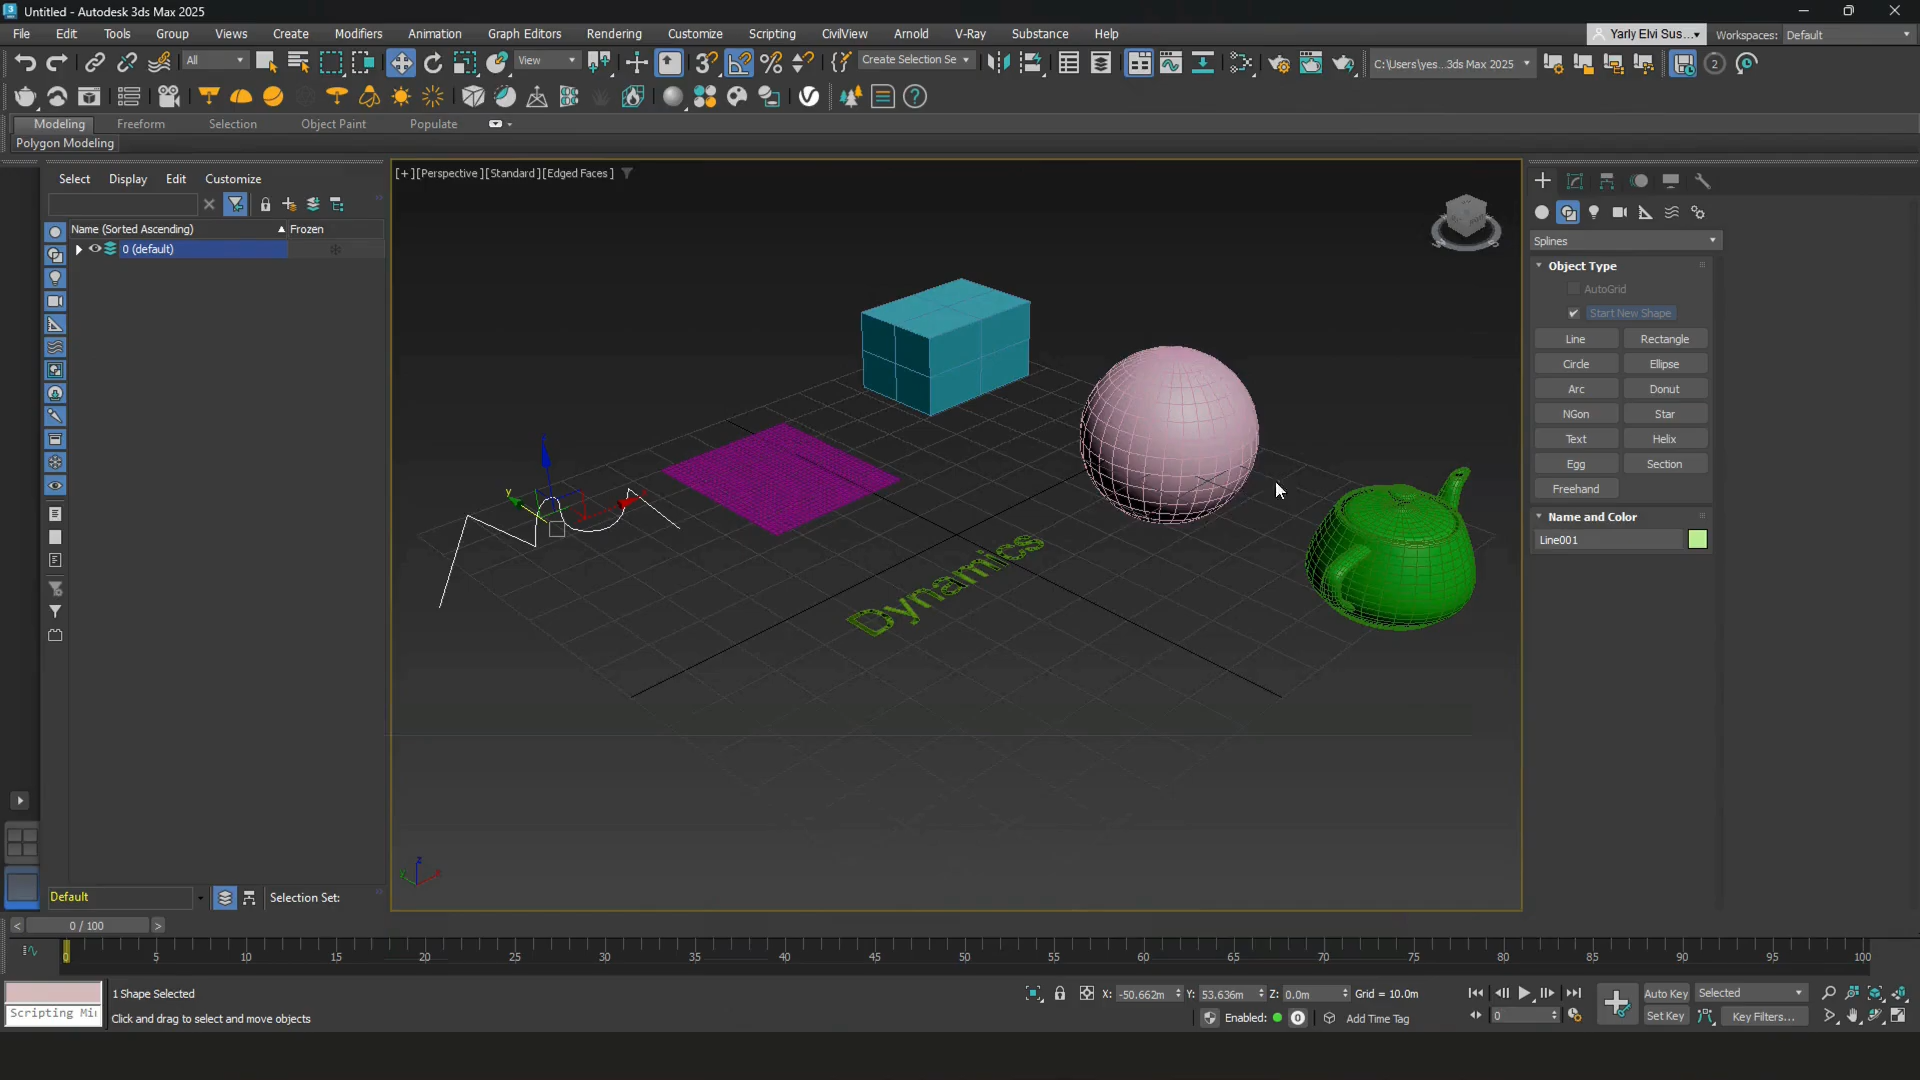 Untitled - Autodesk 3ds Max 2025
File Edit Tools Group Views Create Modifiers Animation Graph Editors Rendering Customize Scripting CivilView Arnold V-Ray Substance Help
Yarly Elvi Sus... Workspaces: Default
All View Create Selection Se C:\Users\yes...3ds Max 2025 2
Modeling Freeform Selection Object Paint Populate
Polygon Modeling
Select Display Edit Customize
Name (Sorted Ascending) Frozen
0 (default)
[+][Perspective][Standard][Edged Faces]
Dynamics
z
y
Splines
Object Type
AutoGrid
Start New Shape
Line Rectangle
Circle Ellipse
Arc Donut
NGon Star
Text Helix
Egg Section
Freehand
Name and Color
Line001
Default Selection Set:
< 0 / 100 >
0 5 10 15 20 25 30 35 40 45 50 55 60 65 70 75 80 85 90 95 100
1 Shape Selected
Click and drag to select and move objects
Scripting Mi
X: -50.662m Y: 53.636m Z: 0.0m Grid = 10.0m
Enabled: 0 Add Time Tag
0
Auto Key Selected
Set Key Key Filters...